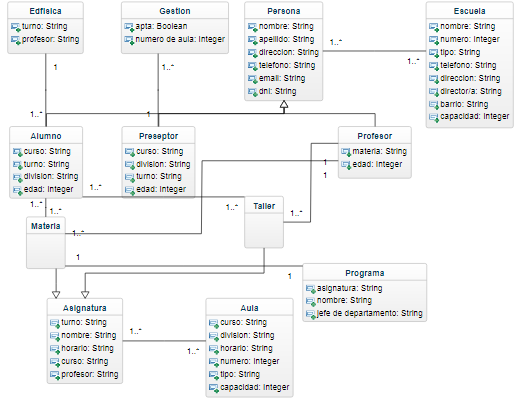 Edfisica
turno: String
profesor: String
Gestion
apta: Boolean
numero de aula: Integer
Persona
nombre: String
apellido: String
direccion: String
telefono: String
email: String
dni: String
Escuela
nombre: String
numero: Integer
tipo: String
telefono: String
direccion: String
director/a: String
barrio: String
capacidad: Integer
1..*
1..*
1
1..*
1..*
1
Alumno
curso: String
turno: String
division: String
edad: Integer
Preseptor
curso: String
division: String
turno: String
edad: Integer
Profesor
materia: String
edad: Integer
1
1
1..*
1..*
1..*
1..*
1..*
Taller
Materia
1..*
1
1
Programa
asignatura: String
nombre: String
jefe de departamento: String
Asignatura
turno: String
nombre: String
horario: String
curso: String
profesor: String
1..*
1..*
Aula
curso: String
division: String
horario: String
numero: Integer
tipo: String
capacidad: Integer